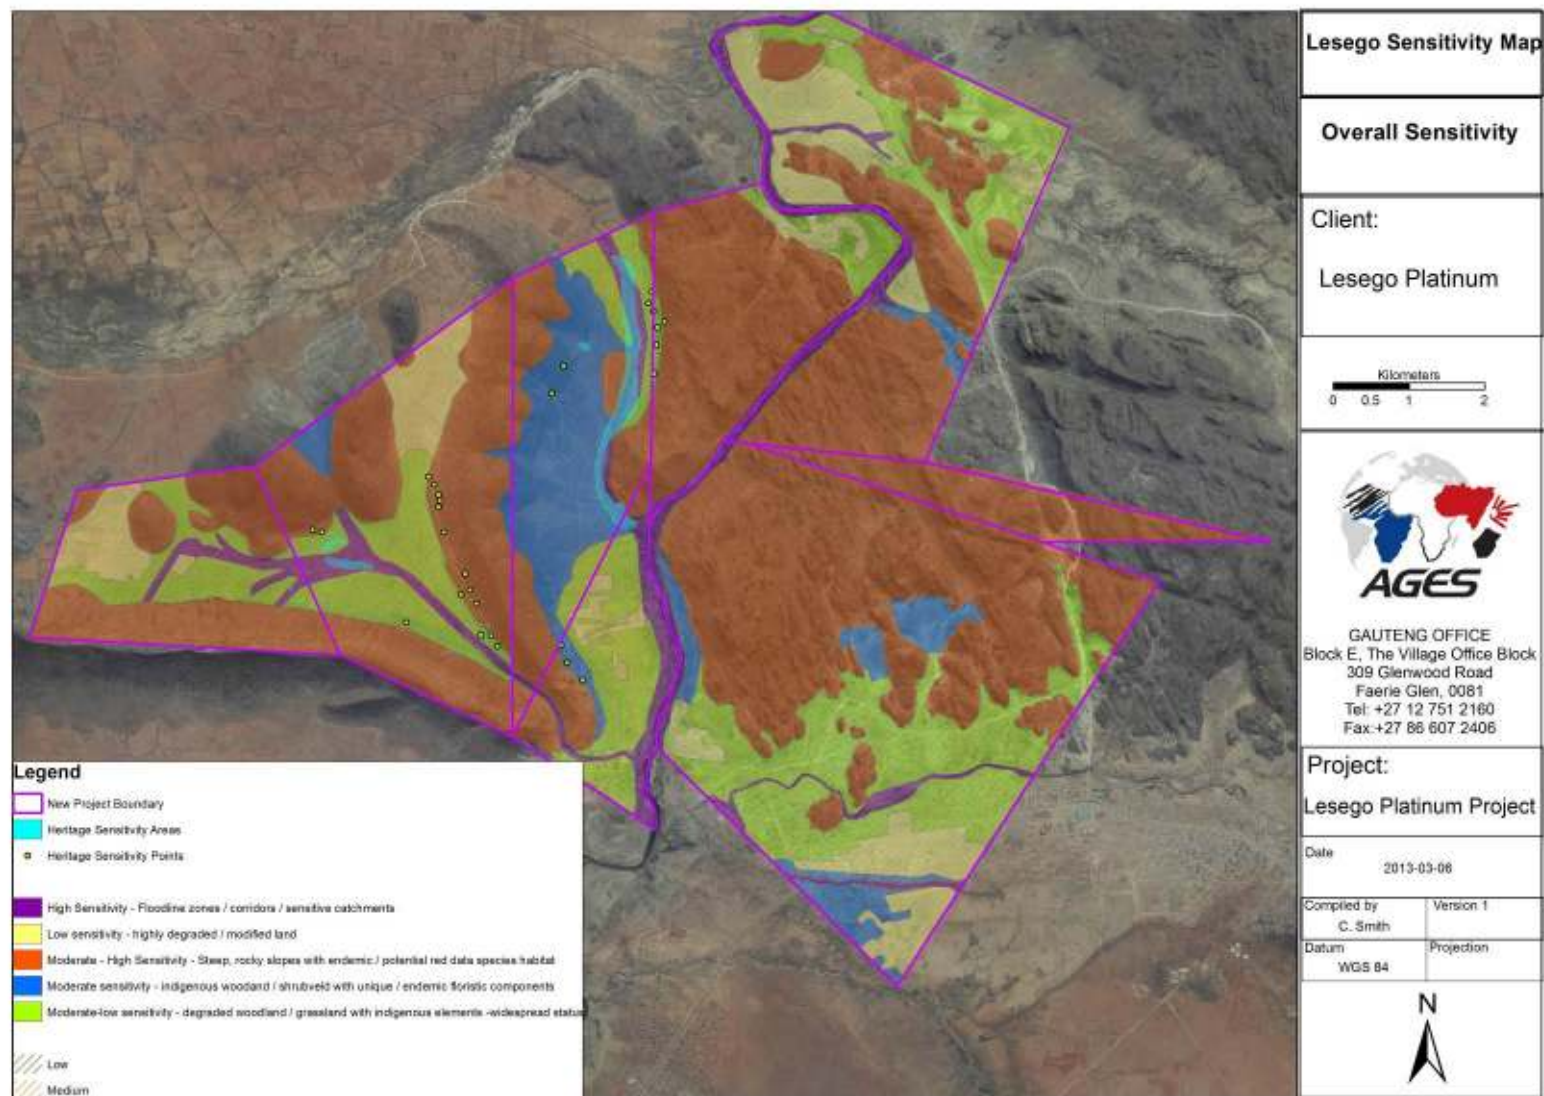 Lesego Sensitivity Map
Overall Sensitivity
Client:
Lesego Platinum
Kilometers
0 0.5 1 2
AGES
GAUTENG OFFICE
Block E, The Village Office Block
309 Glenwood Road
Faerie Glen, 0081
Tel: +27 12 751 2160
Fax:+27 86 607 2406
Project:
Lesego Platinum Project
Date
2013-03-06
Compiled by
C. Smith
Version 1
Datum
WGS 84
Projection
N
Legend
New Project Boundary
Heritage Sensitivity Areas
Heritage Sensitivity Points
High Sensitivity - Floodline zones / corridors / sensitive catchments
Low sensitivity - highly degraded / modified land
Moderate - High Sensitivity - Steep, rocky slopes with endemic / potential red data species habitat
Moderate sensitivity - indigenous woodland / shrubveld with unique / endemic floristic components
Moderate-low sensitivity - degraded woodland / grassland with indigenous elements -widespread status
Low
Medium